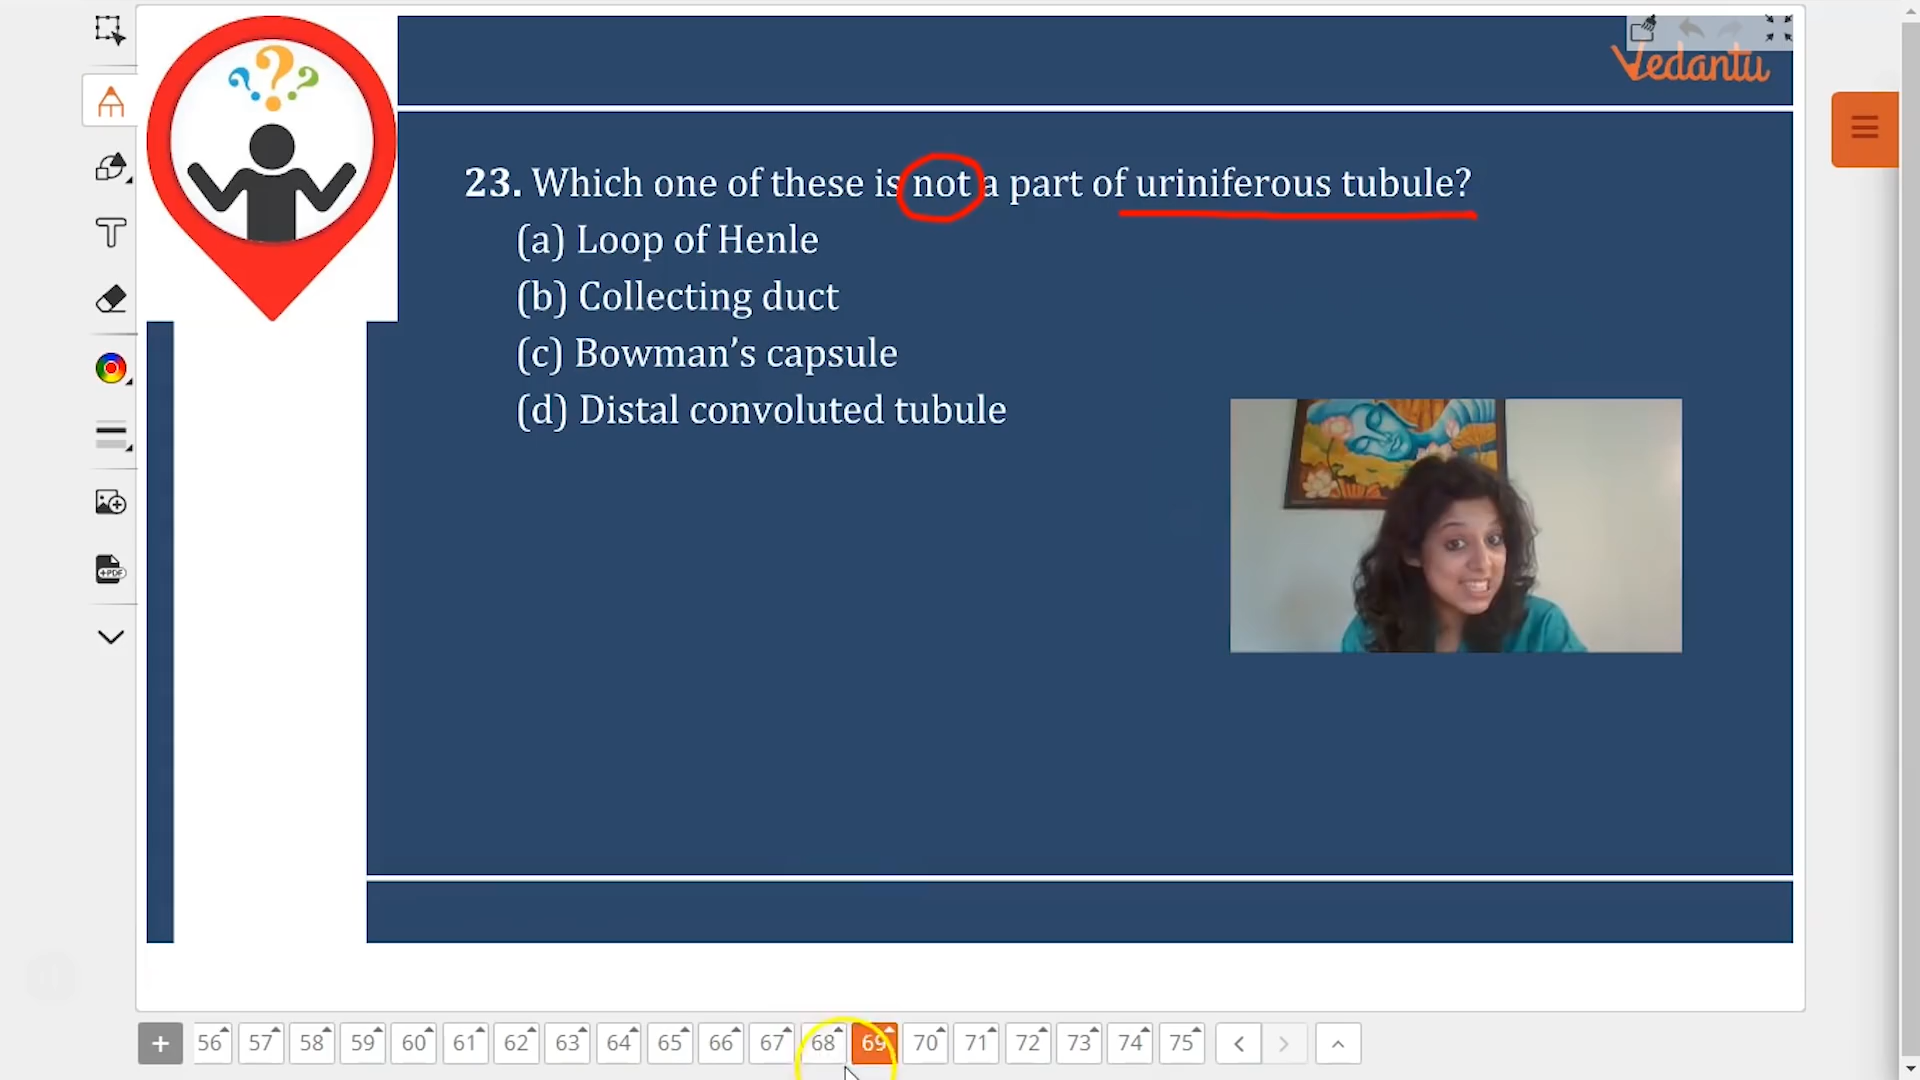 Vedantu
23. Which one of these is not a part of uriniferous tubule?
(a) Loop of Henle
(b) Collecting duct
(c) Bowman’s capsule
(d) Distal convoluted tubule
+PDF
56 57 58 59 60 61 62 63 64 65 66 67 68 69 70 71 72 73 74 75